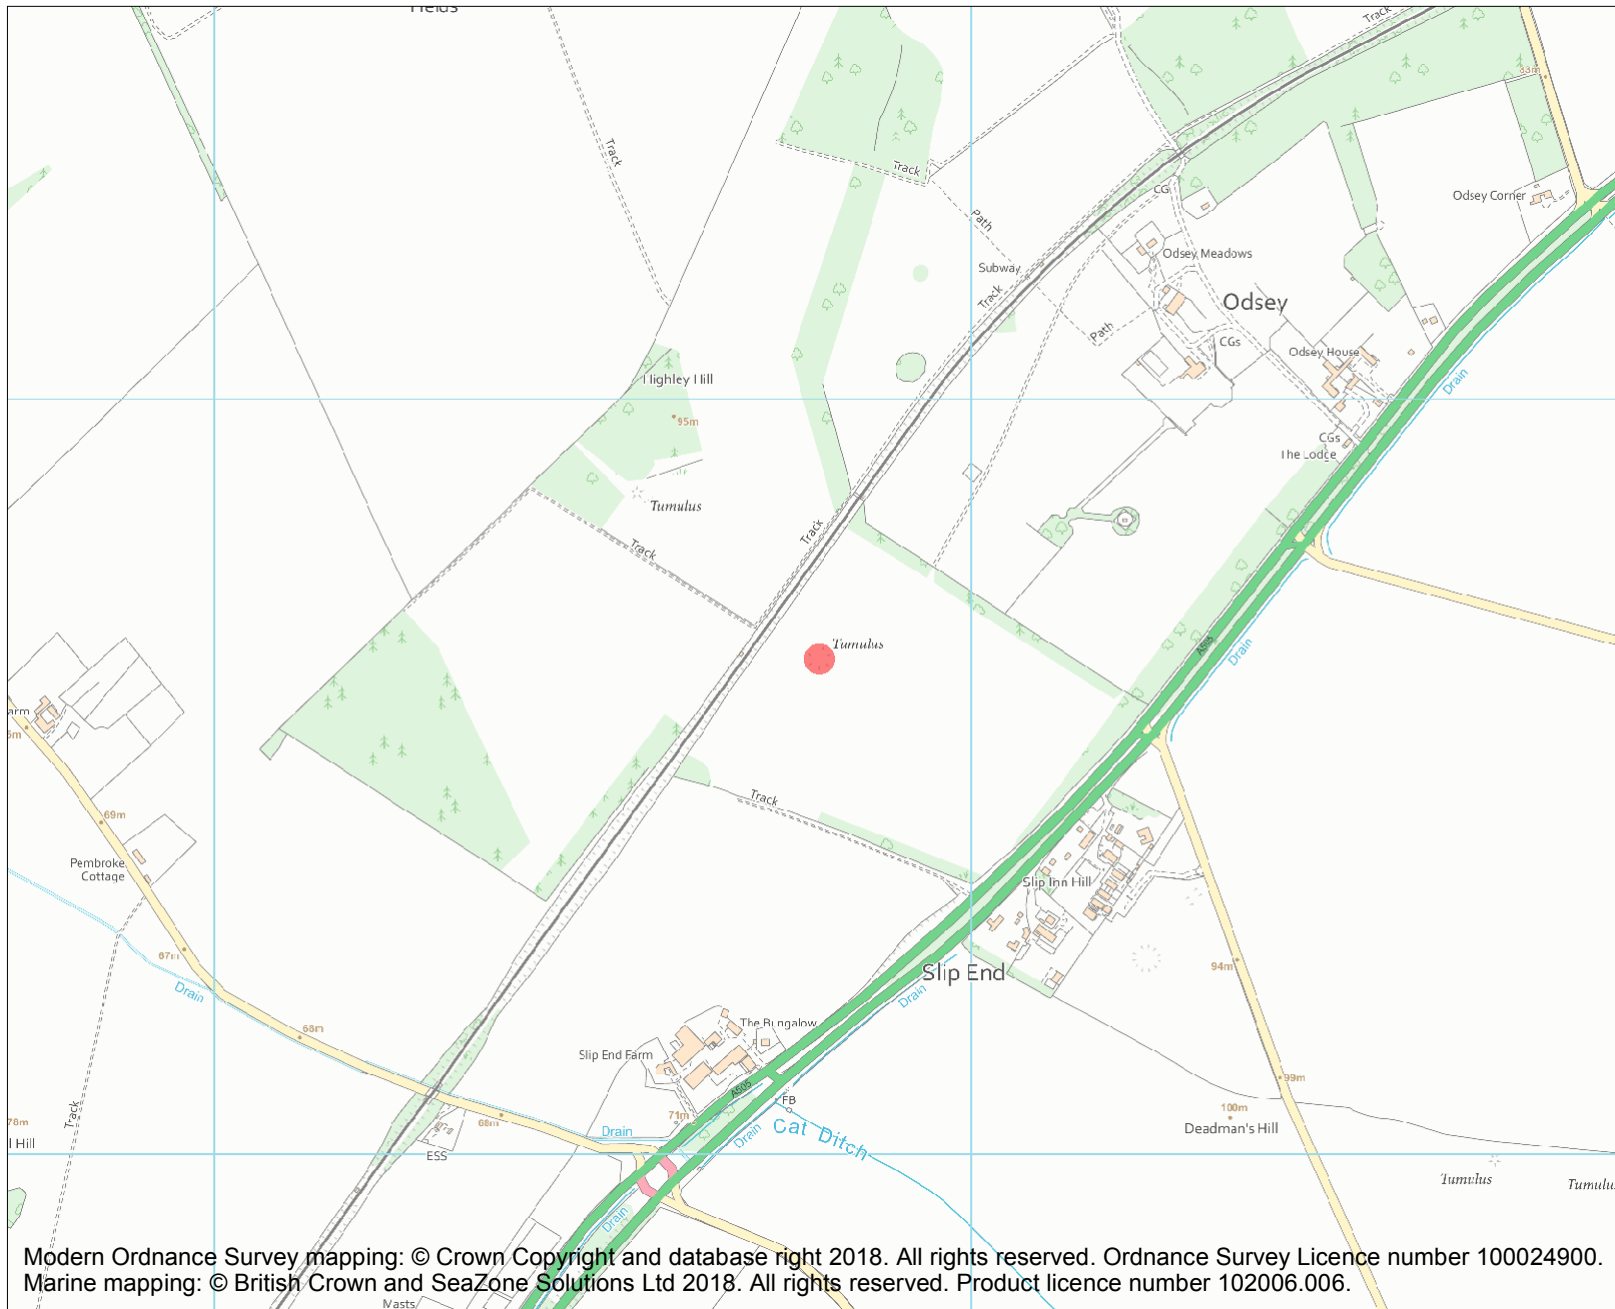 Fields
Track
33m
Track
Track
CG
Odsey Corner
Path
Odsey Meadows
Subway
Track
Odsey
Path
CGs
Odsey House
Highley Hill
Drain
95m
CGs
The Lodge
Tumulus
Track
Track
Tumulus
A505
Drain
arm
5m
Track
69m
Pembroke
Cottage
Slip Inn Hill
67m
94m
Slip End
Drain
Drain
68m
The Bungalow
Slip End Farm
99m
A505
FB
100m
71m
Track
78m
68m
Deadman's Hill
Drain
Drain
Cat Ditch
ll Hill
ESS
Tumulus
Tumulu
Drain
Modern Ordnance Survey mapping: © Crown Copyright and database right 2018. All rights reserved. Ordnance Survey Licence number 100024900.
Marine mapping: © British Crown and SeaZone Solutions Ltd 2018. All rights reserved. Product licence number 102006.006.
Masts